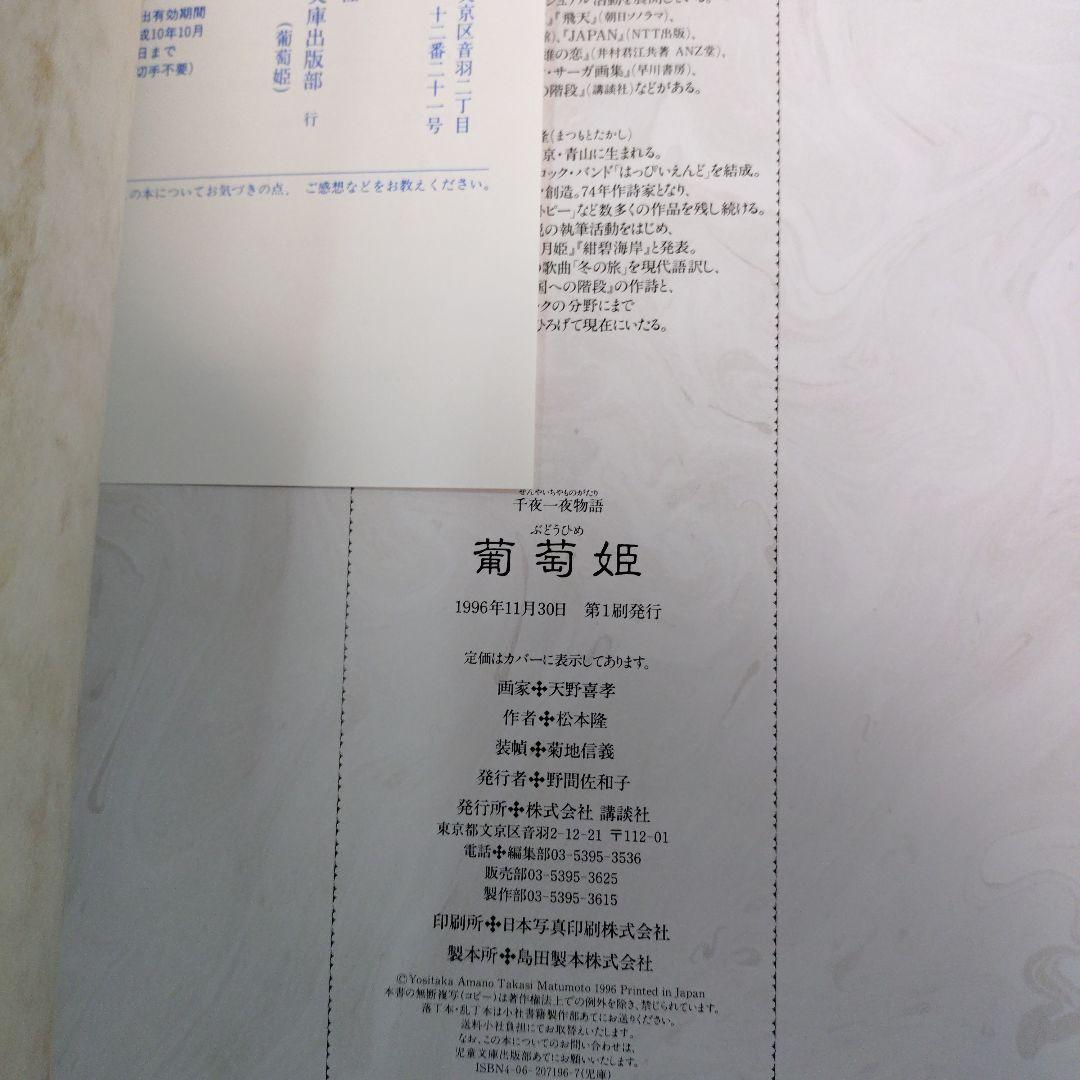 出有効期間
成10年10月
日まで
切手不要)
文京区音羽二丁目
十二番二十一号
文庫出版部 行
(葡萄姫)
の本についてお気づきの点、 ご感想などをお教えください。
』『飛天』(朝日ソノラマ)、
、『JAPAN』(NTT出版)、
雄の恋』(井村君江共著 ANZ堂)、
・サーガ画集』(早川書房)、
の階段』(講談社)などがある。
隆(まつもとたかし)
京・青山に生まれる。
ロック・バンド「はっぴいえんど」を結成。
創造。74年作詩家となり、
トピー」など数多くの作品を残し続ける。
説の執筆活動をはじめ、
月姫』『紺碧海岸』と発表。
の歌曲「冬の旅」を現代語訳し、
国への階段』の作詩と、
ックの分野にまで
ひろげて現在にいたる。
せんやいちやものがたり
千夜一夜物語
ぶどうひめ
葡萄姫
1996年11月30日 第1刷発行
定価はカバーに表示してあります。
画家✣天野喜孝
作者✣松本隆
装幀✣菊地信義
発行者✣野間佐和子
発行所✣株式会社 講談社
東京都文京区音羽2-12-21 〒112-01
電話✣編集部03-5395-3536
販売部03-5395-3625
製作部03-5395-3615
印刷所✣日本写真印刷株式会社
製本所✣島田製本株式会社
©Yositaka Amano Takasi Matumoto 1996 Printed in Japan
本書の無断複写(コピー)は著作権法上での例外を除き、禁じられています。
落丁本・乱丁本は小社書籍製作部あてにお送りください。
送料小社負担にてお取替えいたします。
なお、この本についてのお問い合わせは、
児童文庫出版部あてにお願いいたします。
ISBN4-06-207196-7(児庫)